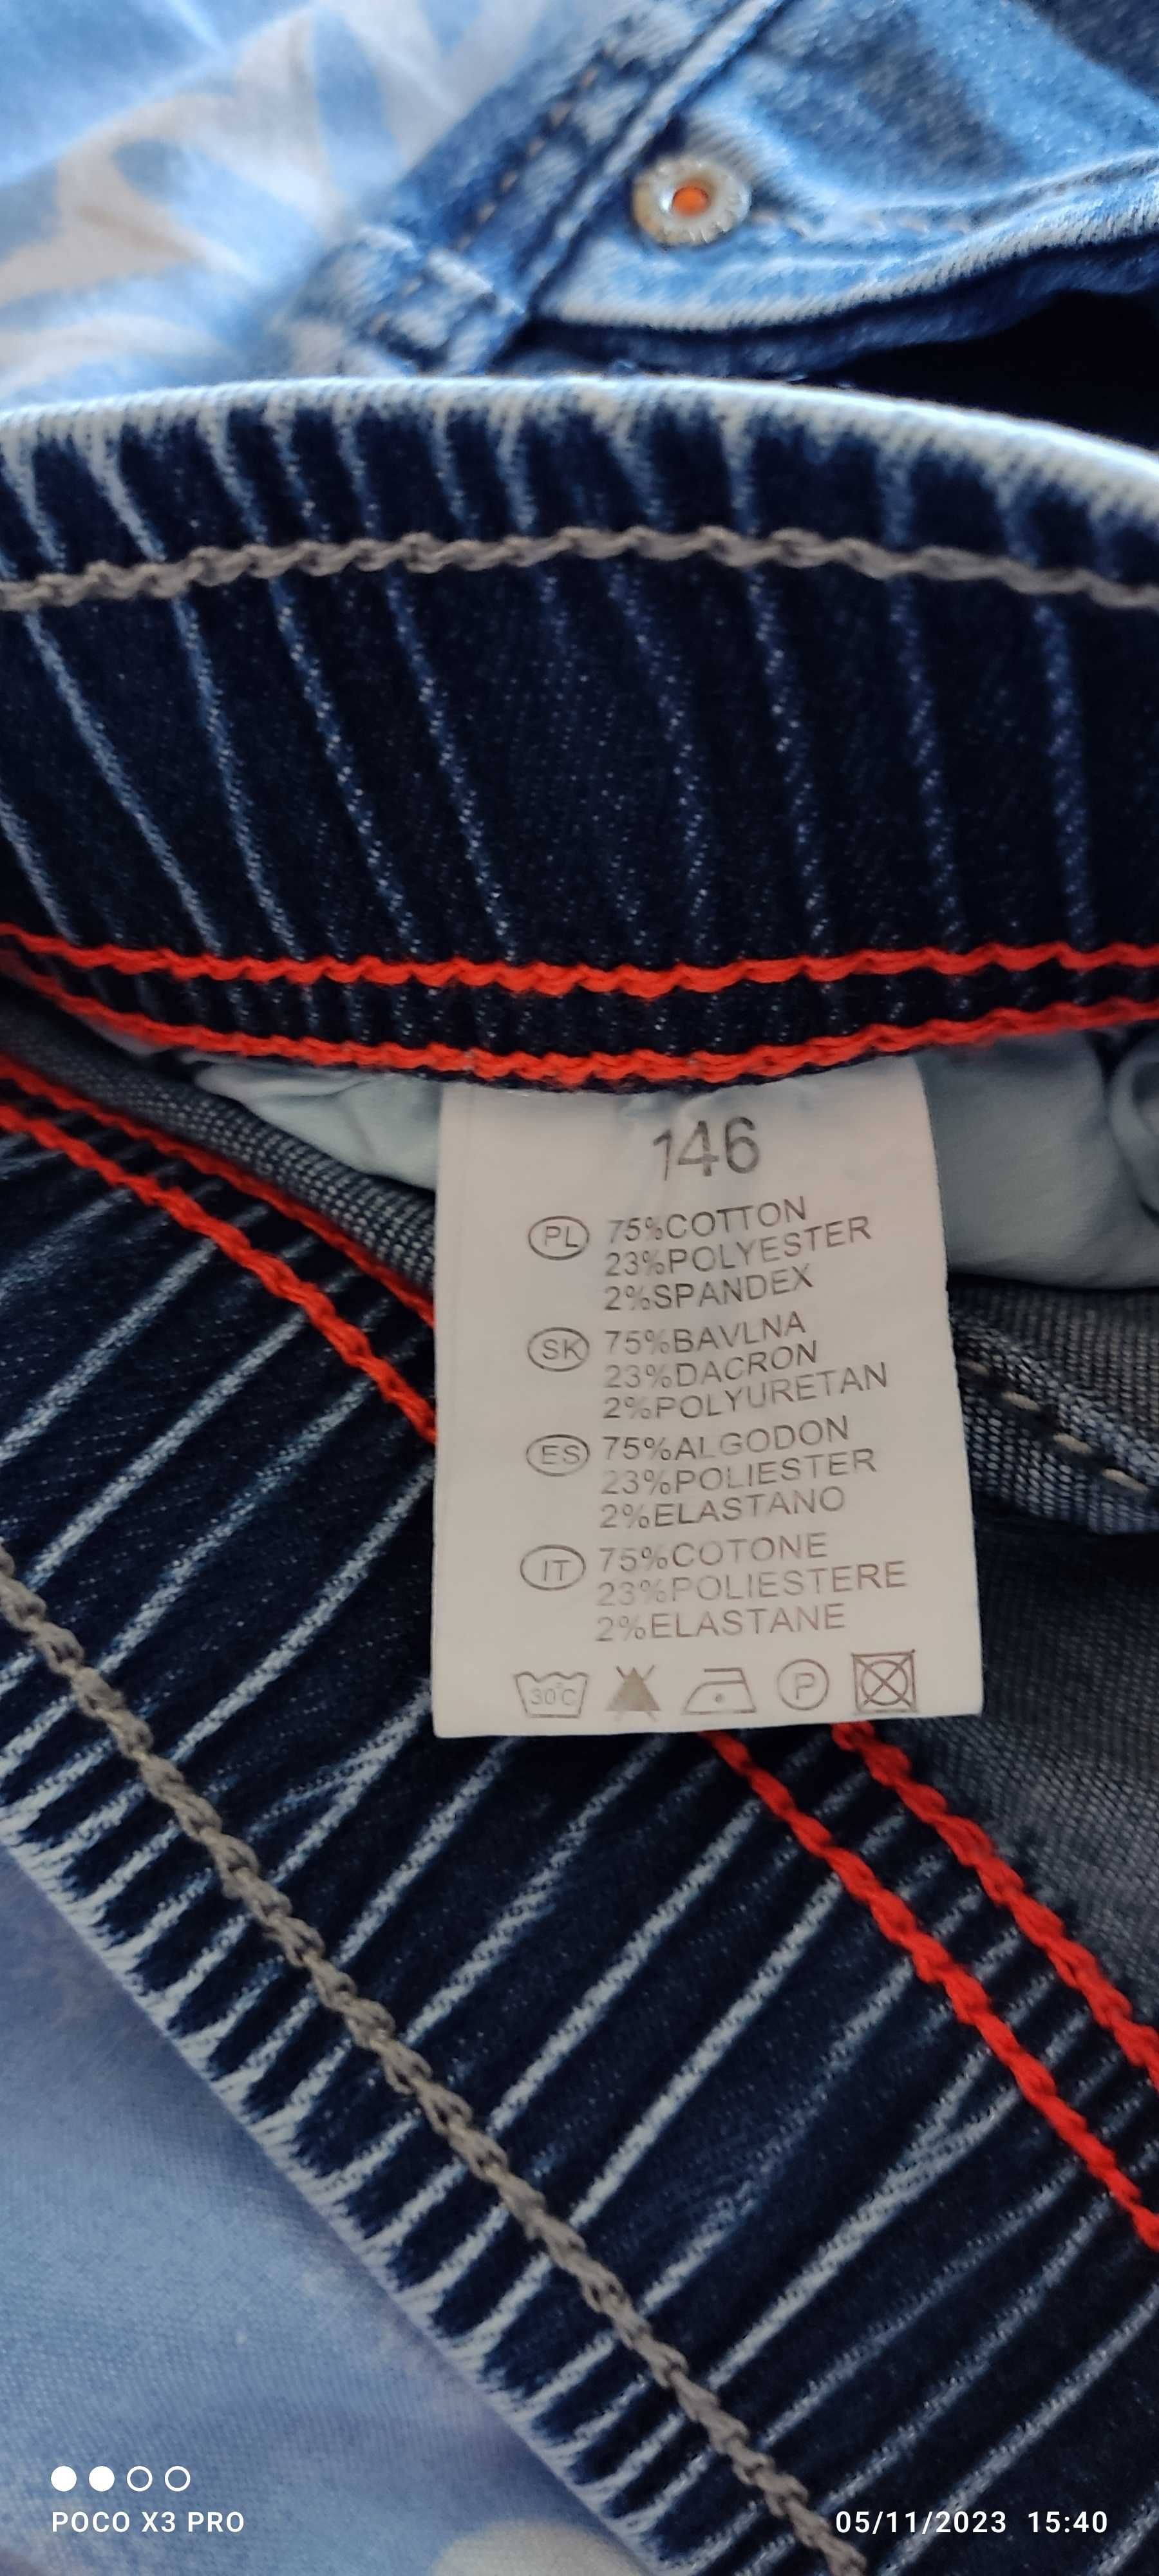 146
PL 75%COTTON
23%POLYESTER
2%SPANDEX
SK 75%BAVLNA
23%DACRON
2%POLYURETAN
ES 75%ALGODON
23%POLIESTER
2%ELASTANO
IT 75%COTONE
23%POLIESTERE
2%ELASTANE
30°C P
POCO X3 PRO
05/11/2023 15:40